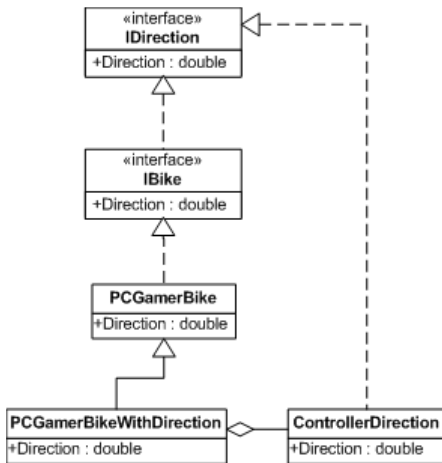 «interface»
IDirection
+Direction : double
«interface»
IBike
+Direction : double
PCGamerBike
+Direction : double
PCGamerBikeWithDirection
+Direction : double
ControllerDirection
+Direction : double